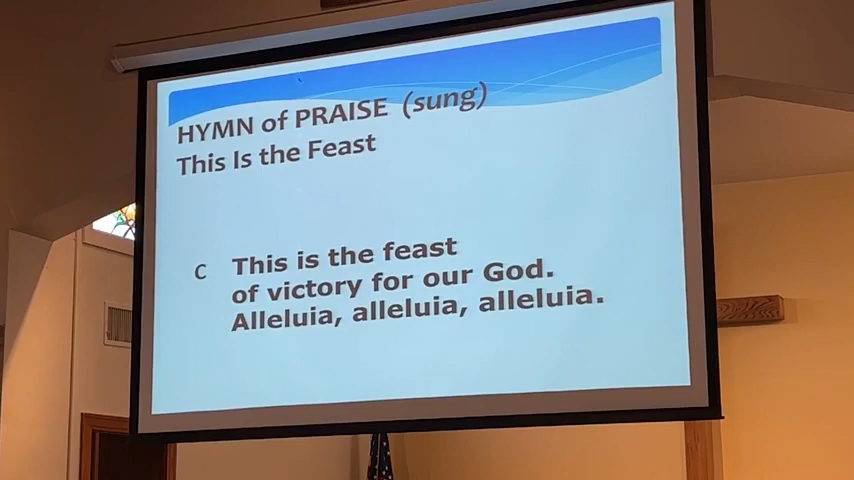 HYMN of PRAISE (sung)
This Is the Feast
C This is the feast
of victory for our God.
Alleluia, alleluia, alleluia.